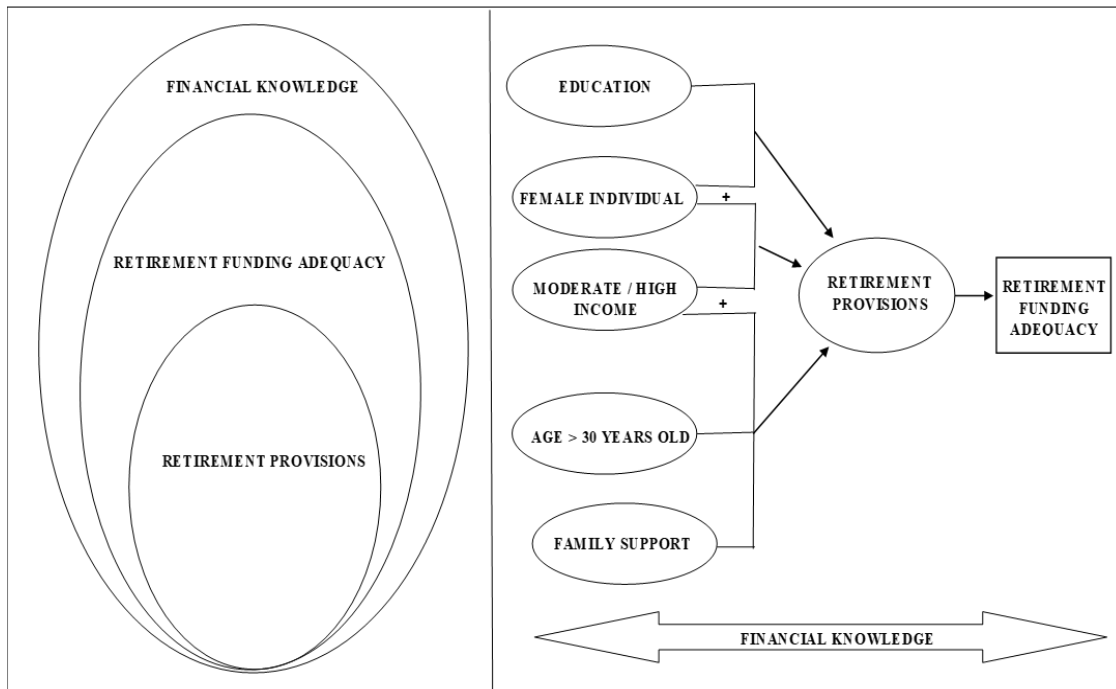 FINANCIAL KNOWLEDGE
RETIREMENT FUNDING ADEQUACY
RETIREMENT PROVISIONS
EDUCATION
FEMALE INDIVIDUAL
+
MODERATE / HIGH
INCOME
+
AGE > 30 YEARS OLD
FAMILY SUPPORT
RETIREMENT
PROVISIONS
RETIREMENT
FUNDING
ADEQUACY
FINANCIAL KNOWLEDGE